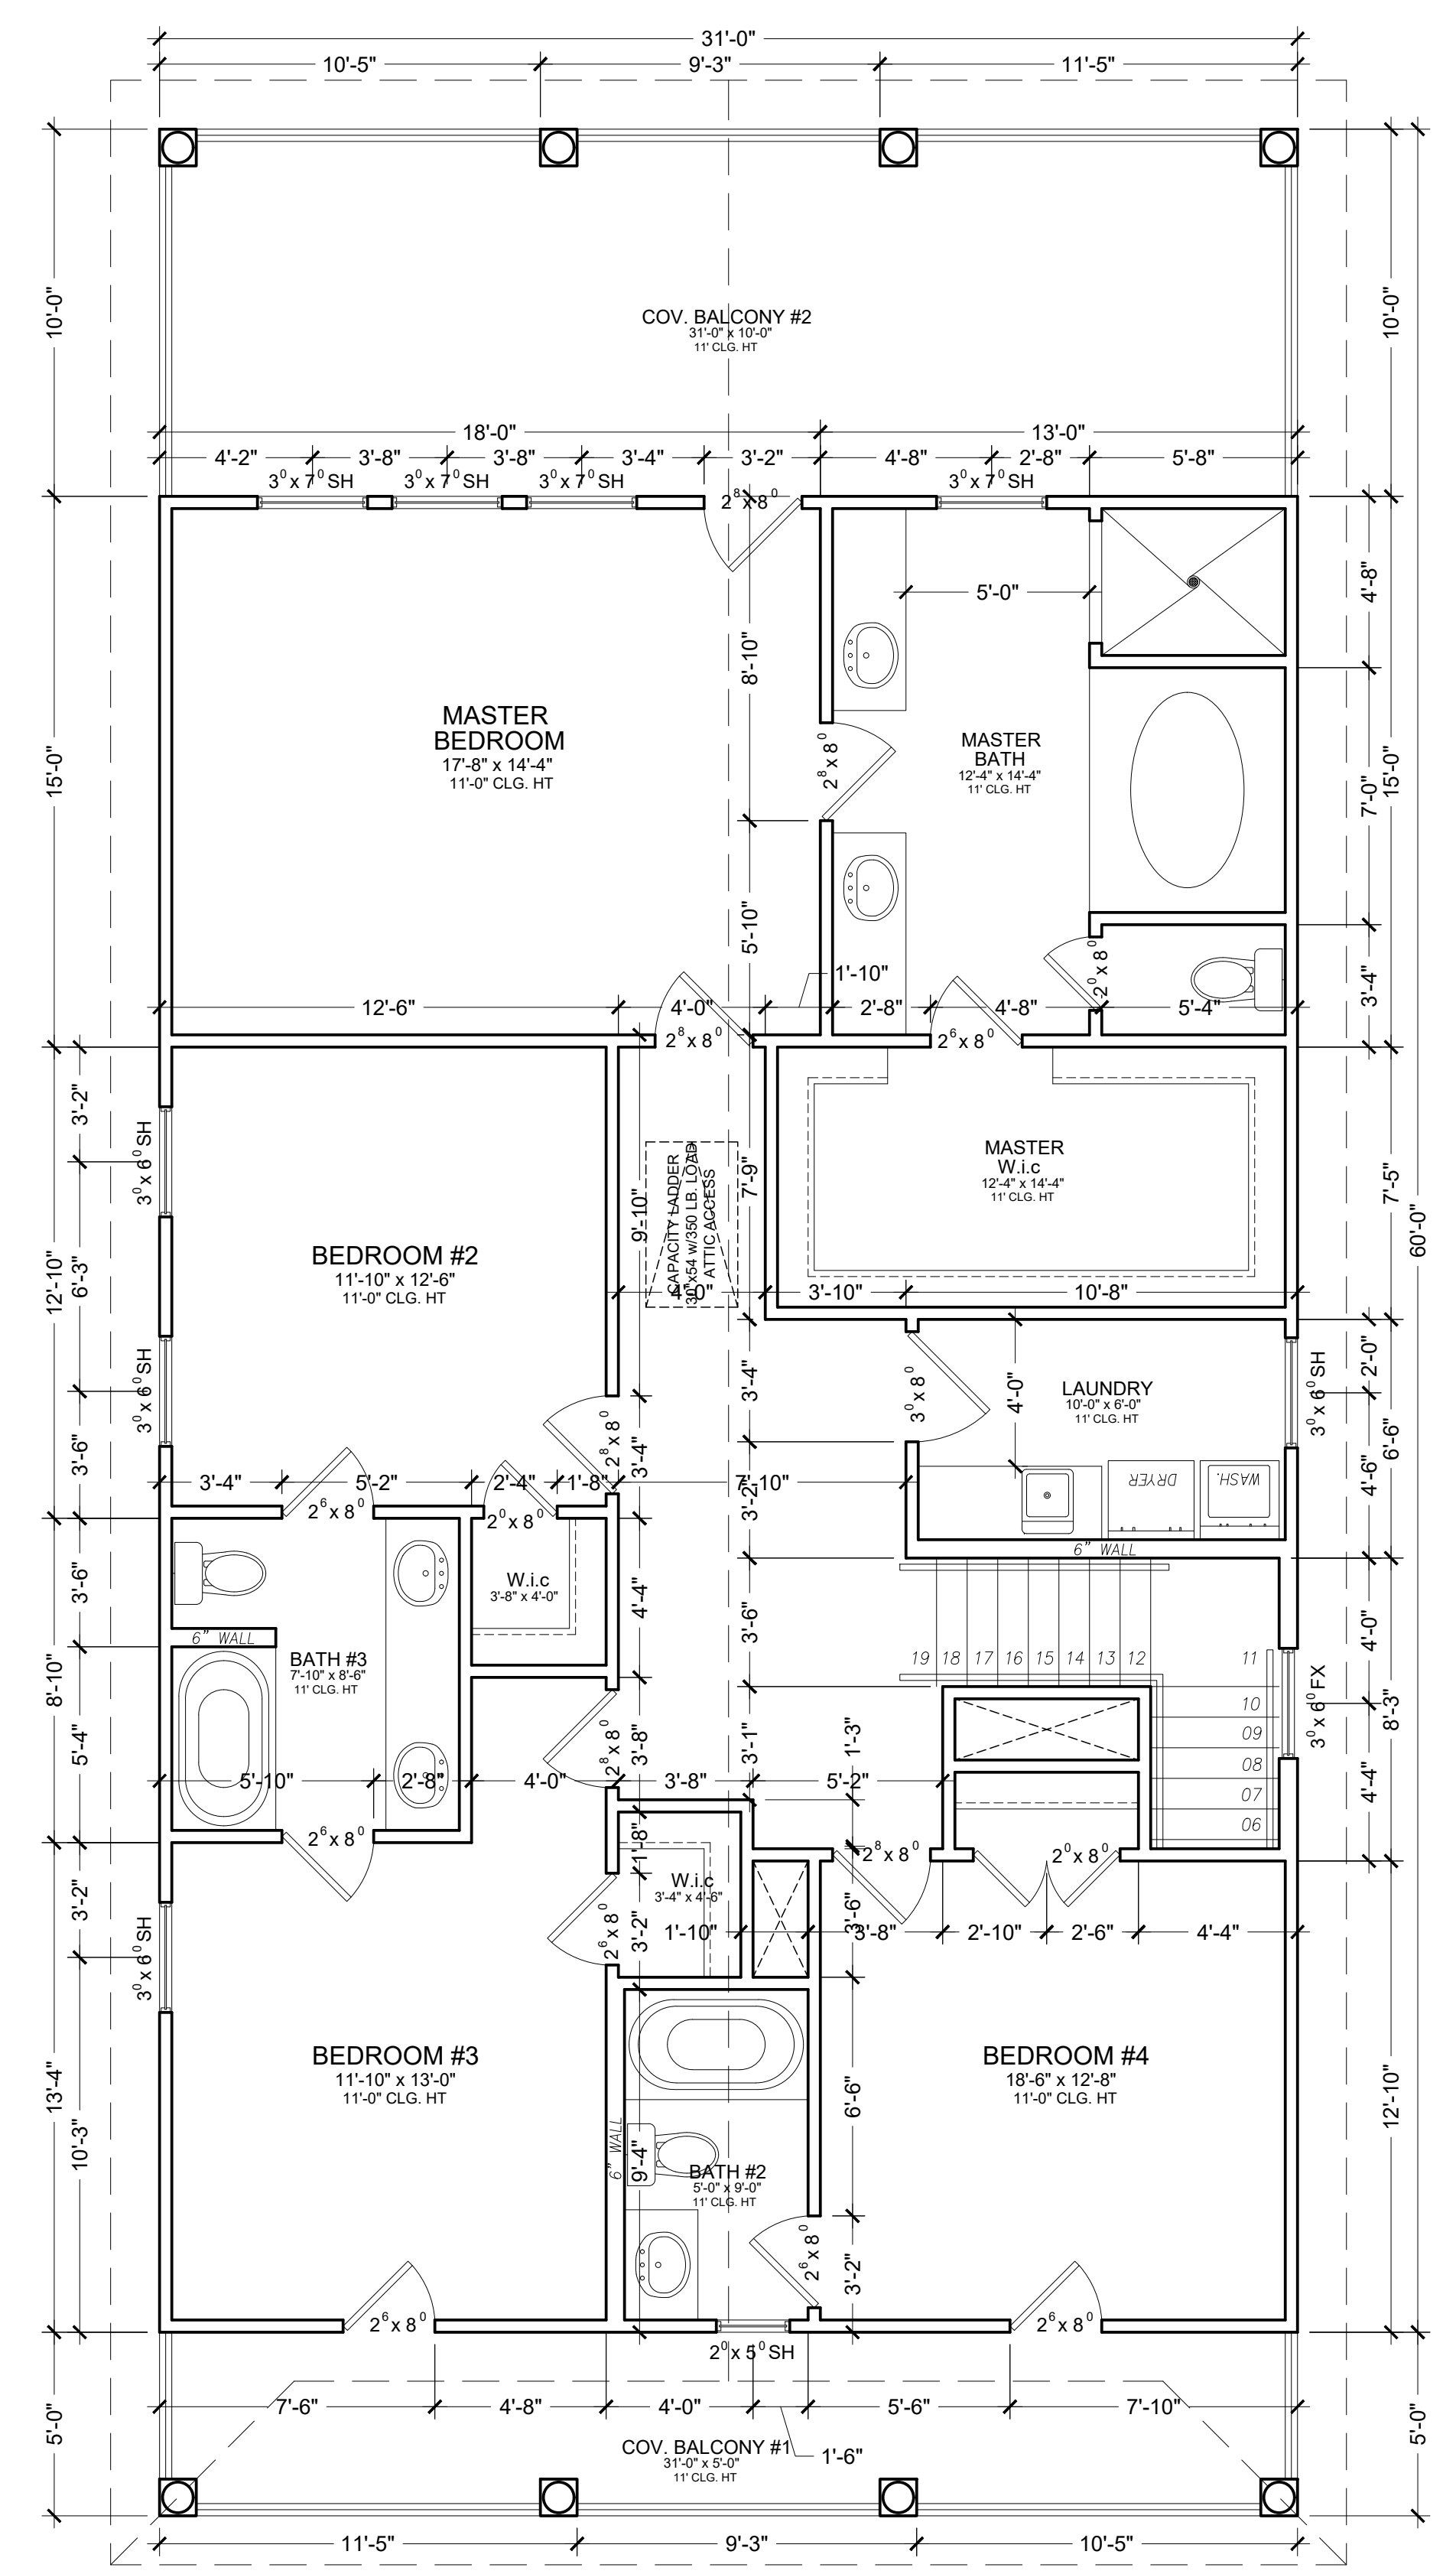 31'-0"
10'-5" 9'-3" 11'-5"
10'-0" 10'-0"
COV. BALCONY #2
31'-0" x 10'-0"
11' CLG. HT
18'-0" 13'-0"
4'-2" 3'-8" 3'-8" 3'-4" 3'-2" 4'-8" 2'-8" 5'-8"
3⁰ x 7⁰ SH 3⁰ x 7⁰ SH 3⁰ x 7⁰ SH 3⁰ x 7⁰ SH
2⁸ x 8⁰
5'-0"
4'-8"
8'-10"
MASTER
BEDROOM
17'-8" x 14'-4"
11'-0" CLG. HT
2⁸ x 8⁰
MASTER
BATH
12'-4" x 14'-4"
11' CLG. HT
15'-0"
7'-0"
15'-0"
5'-10"
1'-10"
2⁰ x 8⁰
3'-4"
12'-6" 4'-0" 2'-8" 4'-8" 5'-4"
2⁸ x 8⁰ 2⁶ x 8⁰
3'-2"
3⁰ x 6⁰ SH
MASTER
W.i.c
12'-4" x 14'-4"
11' CLG. HT
CAPACITY LADDER
30"x54 w/350 LB. LOAD
ATTIC ACCESS
9'-10"
7'-9"
7'-5"
60'-0"
BEDROOM #2
11'-10" x 12'-6"
11'-0" CLG. HT
12'-10"
6'-3"
4'-0" 3'-10" 10'-8"
3⁰ x 6⁰ SH
3'-4"
3⁰ x 8⁰
4'-0"
LAUNDRY
10'-0" x 6'-0"
11' CLG. HT
3⁰ x 6⁰ SH
2'-0"
6'-6"
4'-6"
3'-6"
2⁸ x 8⁰
3'-4"
3'-2"
3'-4" 5'-2" 2'-4" 1'-8" 7'-10"
DRYER WASH.
2⁶ x 8⁰ 2⁰ x 8⁰
6" WALL
3'-6"
W.i.c
3'-8" x 4'-0"
4'-4"
3'-6"
4'-0"
6" WALL
BATH #3
7'-10" x 8'-6"
11' CLG. HT
19 18 17 16 15 14 13 12 11
10
09
08
07
06
3⁰ x 6⁰ FX
8'-3"
8'-10"
5'-4"
2⁸ x 8⁰
3'-8"
3'-1"
1'-3"
4'-4"
5'-10" 2'-8" 4'-0" 3'-8" 5'-2"
2⁶ x 8⁰
1'-8"
2⁸ x 8⁰ 2⁰ x 8⁰
W.i.c
3'-4" x 4'-6"
3'-2"
3⁰ x 6⁰ SH
2⁶ x 8⁰
3'-2"
3'-6"
1'-10" 3'-8" 2'-10" 2'-6" 4'-4"
BEDROOM #3
11'-10" x 13'-0"
11'-0" CLG. HT
BEDROOM #4
18'-6" x 12'-8"
11'-0" CLG. HT
13'-4"
10'-3"
6" WALL
9'-4"
6'-6"
12'-10"
BATH #2
5'-0" x 9'-0"
11' CLG. HT
2⁶ x 8⁰
3'-2"
2⁶ x 8⁰ 2⁶ x 8⁰
2⁰ x 5⁰ SH
7'-6" 4'-8" 4'-0" 5'-6" 7'-10"
5'-0" 5'-0"
COV. BALCONY #1
31'-0" x 5'-0"
11' CLG. HT
1'-6"
11'-5" 9'-3" 10'-5"